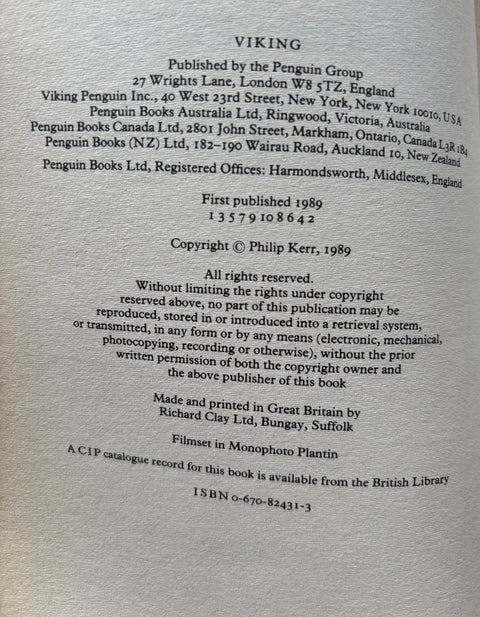 VIKING
Published by the Penguin Group
27 Wrights Lane, London W8 5TZ, England
Viking Penguin Inc., 40 West 23rd Street, New York, New York 10010, USA
Penguin Books Australia Ltd, Ringwood, Victoria, Australia
Penguin Books Canada Ltd, 2801 John Street, Markham, Ontario, Canada L3R 1B4
Penguin Books (NZ) Ltd, 182–190 Wairau Road, Auckland 10, New Zealand
Penguin Books Ltd, Registered Offices: Harmondsworth, Middlesex, England
First published 1989
1 3 5 7 9 10 8 6 4 2
Copyright © Philip Kerr, 1989
All rights reserved.
Without limiting the rights under copyright
reserved above, no part of this publication may be
reproduced, stored in or introduced into a retrieval system,
or transmitted, in any form or by any means (electronic, mechanical,
photocopying, recording or otherwise), without the prior
written permission of both the copyright owner and
the above publisher of this book
Made and printed in Great Britain by
Richard Clay Ltd, Bungay, Suffolk
Filmset in Monophoto Plantin
A CIP catalogue record for this book is available from the British Library
ISBN 0-670-82431-3